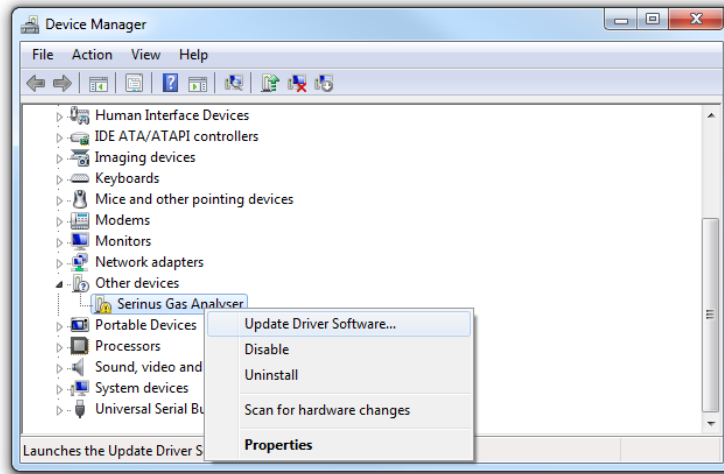 Device Manager
File Action View Help
Human Interface Devices
IDE ATA/ATAPI controllers
Imaging devices
Keyboards
Mice and other pointing devices
Modems
Monitors
Network adapters
Other devices
Serinus Gas Analyser
Portable Devices
Processors
Sound, video and
System devices
Universal Serial Bu
Update Driver Software...
Disable
Uninstall
Scan for hardware changes
Properties
Launches the Update Driver S